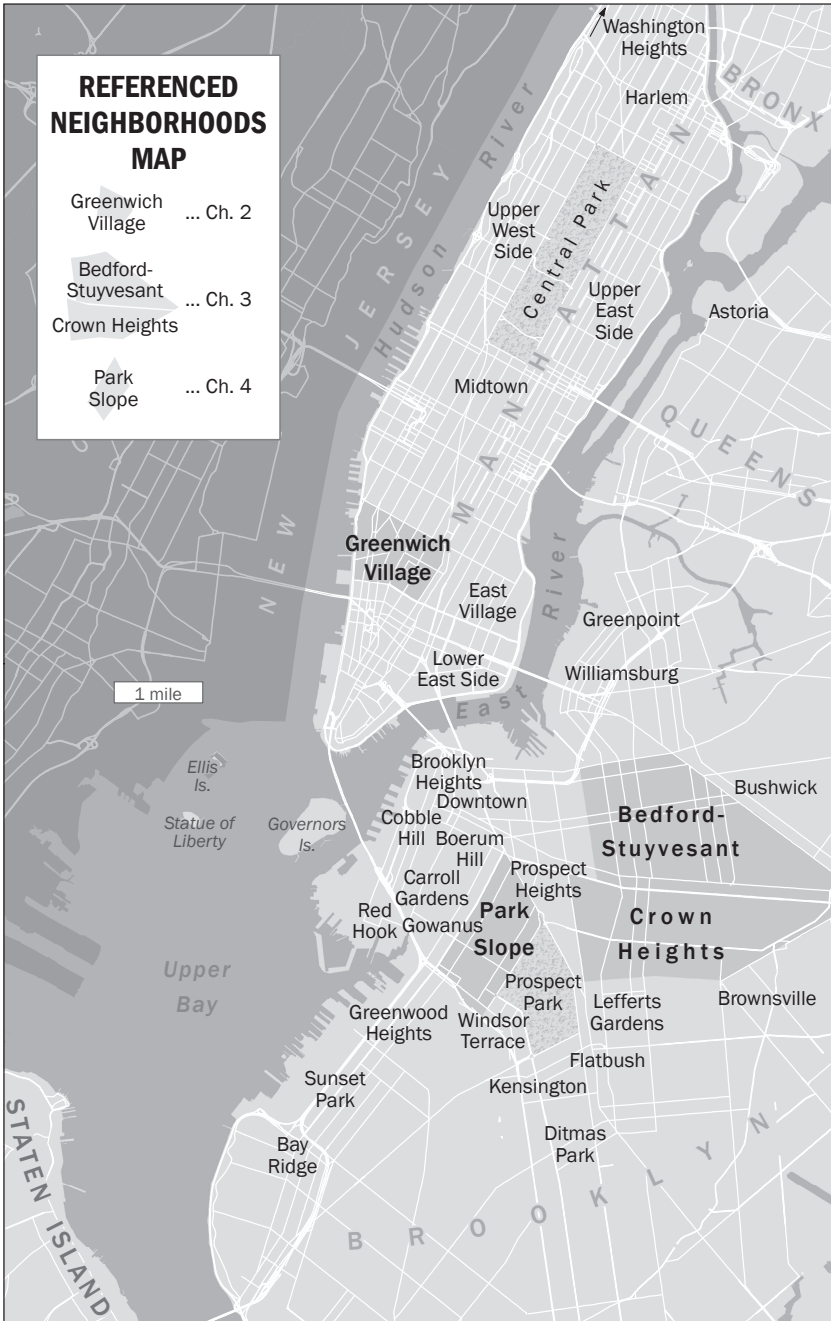 REFERENCED
NEIGHBORHOODS
MAP
Greenwich
Village
... Ch. 2
Bedford-
Stuyvesant
Crown Heights
... Ch. 3
Park
Slope
... Ch. 4
Washington
Heights
Harlem
BRONX
Hudson River
NEW JERSEY
MANHATTAN
Central Park
Upper
West
Side
Upper
East
Side
Astoria
Midtown
QUEENS
Greenwich
Village
East
Village
East River
Greenpoint
Lower
East Side
Williamsburg
1 mile
Ellis
Is.
Statue of
Liberty
Governors
Is.
Brooklyn
Heights
Downtown
Cobble
Hill
Boerum
Hill
Bushwick
Bedford-
Stuyvesant
Prospect
Heights
Carroll
Gardens
Park
Slope
Red
Hook
Gowanus
Crown
Heights
Upper
Bay
Prospect
Park
Lefferts
Gardens
Brownsville
Greenwood
Heights
Windsor
Terrace
Flatbush
Kensington
Sunset
Park
Ditmas
Park
Bay
Ridge
STATEN ISLAND
BROOKLYN